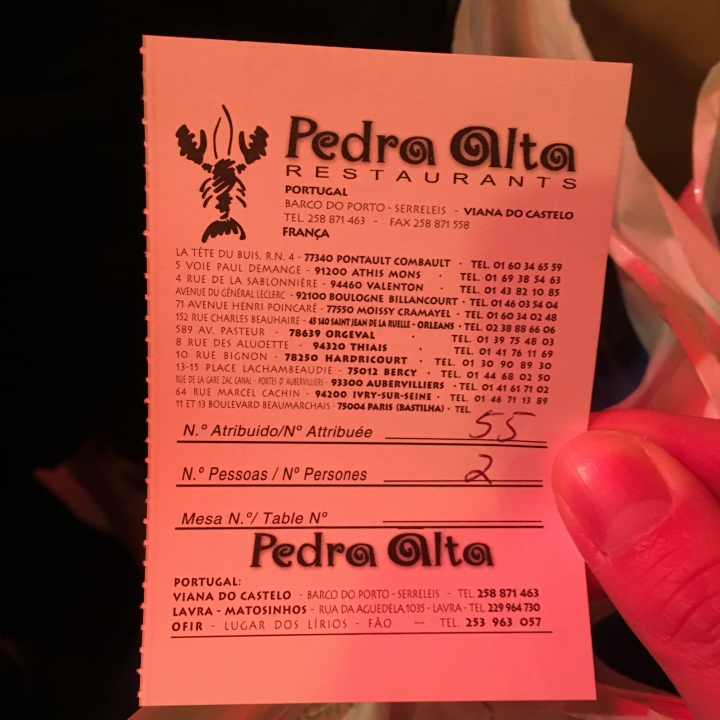 Pedra Alta
RESTAURANTS
PORTUGAL
BARCO DO PORTO - SERRELEIS - VIANA DO CASTELO
TEL. 258 871 463 - FAX 258 871 558
FRANÇA
LA TÊTE DU BUIS, R.N. 4 - 77340 PONTAULT COMBAULT · TEL. 01 60 34 65 59
5 VOIE PAUL DEMANGE - 91200 ATHIS MONS · TEL. 01 69 38 54 63
4 RUE DE LA SABLONNIÈRE - 94460 VALENTON · TEL. 01 43 82 10 85
AVENUE DU GÉNÉRAL LECLERC - 92100 BOULOGNE BILLANCOURT · TEL. 01 46 03 54 04
71 AVENUE HENRI POINCARÉ - 77550 MOISSY CRAMAYEL · TEL. 01 60 34 02 48
152 RUE CHARLES BEAUHAIRE - 45140 SAINT JEAN DE LA RUELLE - ORLEANS · TEL. 02 38 88 66 06
589 AV. PASTEUR - 78639 ORGEVAL · TEL. 01 39 75 48 03
8 RUE DES ALUOETTE - 94320 THIAIS · TEL. 01 41 76 11 69
10 RUE BIGNON - 78250 HARDRICOURT · TEL. 01 30 90 89 30
13-15 PLACE LACHAMBEAUDIE - 75012 BERCY · TEL. 01 44 68 02 50
RUE DE LA GARE ZAC CANAL - PORTES D'AUBERVILLIERS - 93300 AUBERVILLIERS · TEL. 01 41 61 71 02
64 RUE MARCEL CACHIN - 94200 IVRY-SUR-SEINE · TEL. 01 46 71 13 89
11 ET 13 BOULEVARD BEAUMARCHAIS - 75004 PARIS (BASTILHA) · TEL.
N.º Atribuido/Nº Attribuée 55
N.º Pessoas / Nº Persones 2
Mesa N.º/ Table Nº
Pedra Alta
PORTUGAL:
VIANA DO CASTELO - BARCO DO PORTO - SERRELEIS - TEL. 258 871 463
LAVRA - MATOSINHOS - RUA DA AGUEDELA,1035 - LAVRA - TEL. 229 964 730
OFIR - LUGAR DOS LÍRIOS - FÃO — TEL. 253 963 057